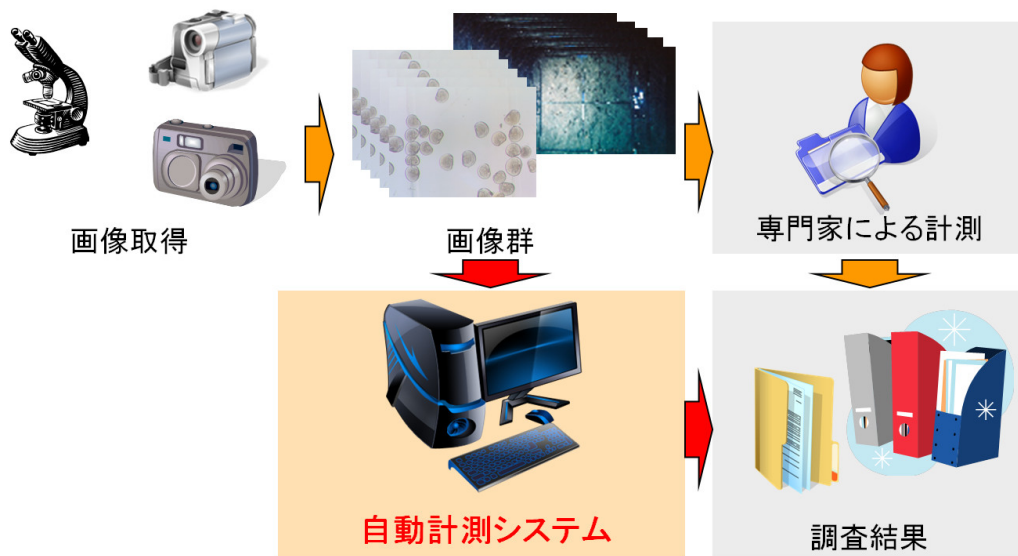 画像取得
画像群
専門家による計測
自動計測システム
調査結果